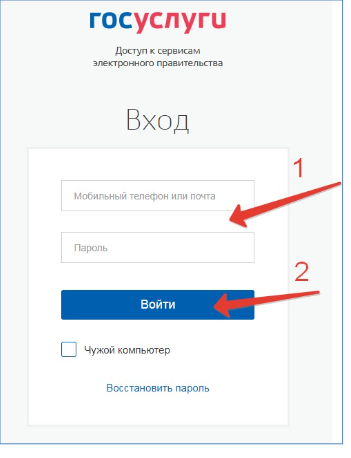 госуслуги
Доступ к сервисам
электронного правительства
Вход
1
Мобильный телефон или почта
Пароль
2
Войти
Чужой компьютер
Восстановить пароль